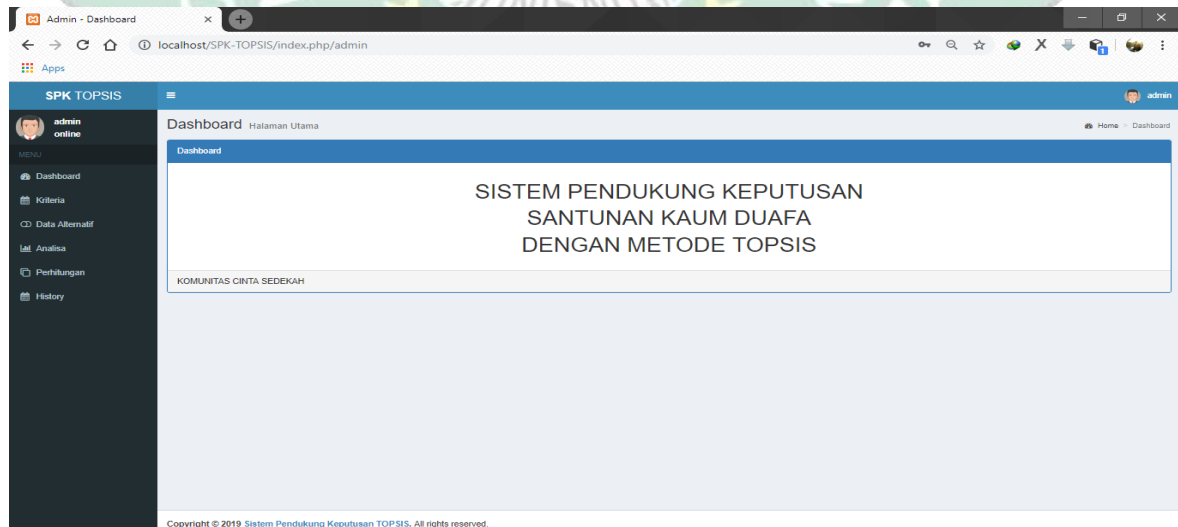 Admin - Dashboard
localhost/SPK-TOPSIS/index.php/admin
Apps
SPK TOPSIS
admin
admin
online
Dashboard Halaman Utama
Home > Dashboard
MENU
Dashboard
Kriteria
Data Alternatif
Analisa
Perhitungan
History
Dashboard
SISTEM PENDUKUNG KEPUTUSAN
SANTUNAN KAUM DUAFA
DENGAN METODE TOPSIS
KOMUNITAS CINTA SEDEKAH
Copyright © 2019 Sistem Pendukung Keputusan TOPSIS. All rights reserved.